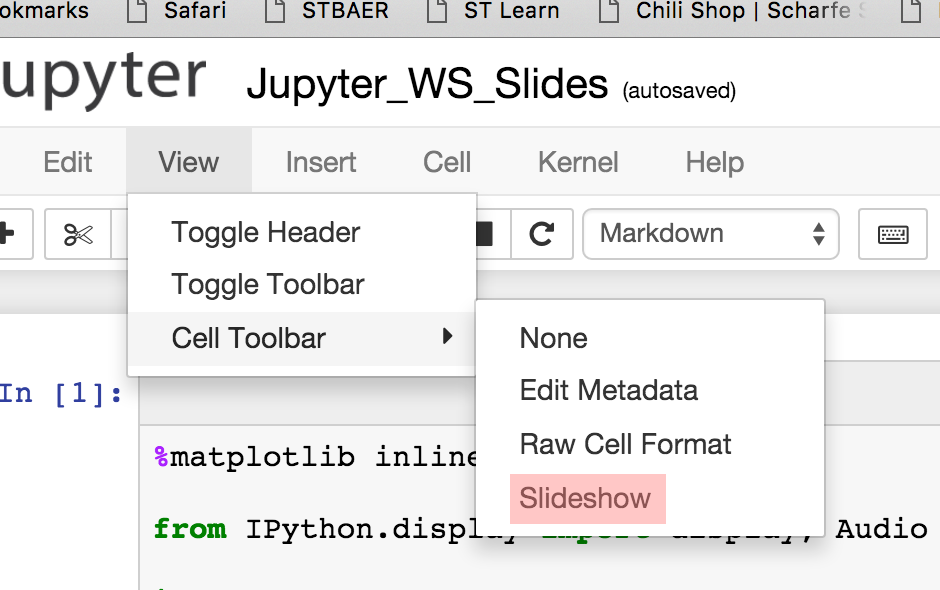 okmarks Safari STBAER ST Learn Chili Shop | Scharfe S
upyter Jupyter_WS_Slides (autosaved)
Edit View Insert Cell Kernel Help
Toggle Header
Markdown
Toggle Toolbar
Cell Toolbar
None
Edit Metadata
Raw Cell Format
Slideshow
In [1]:
%matplotlib inline
from IPython.display import display, Audio